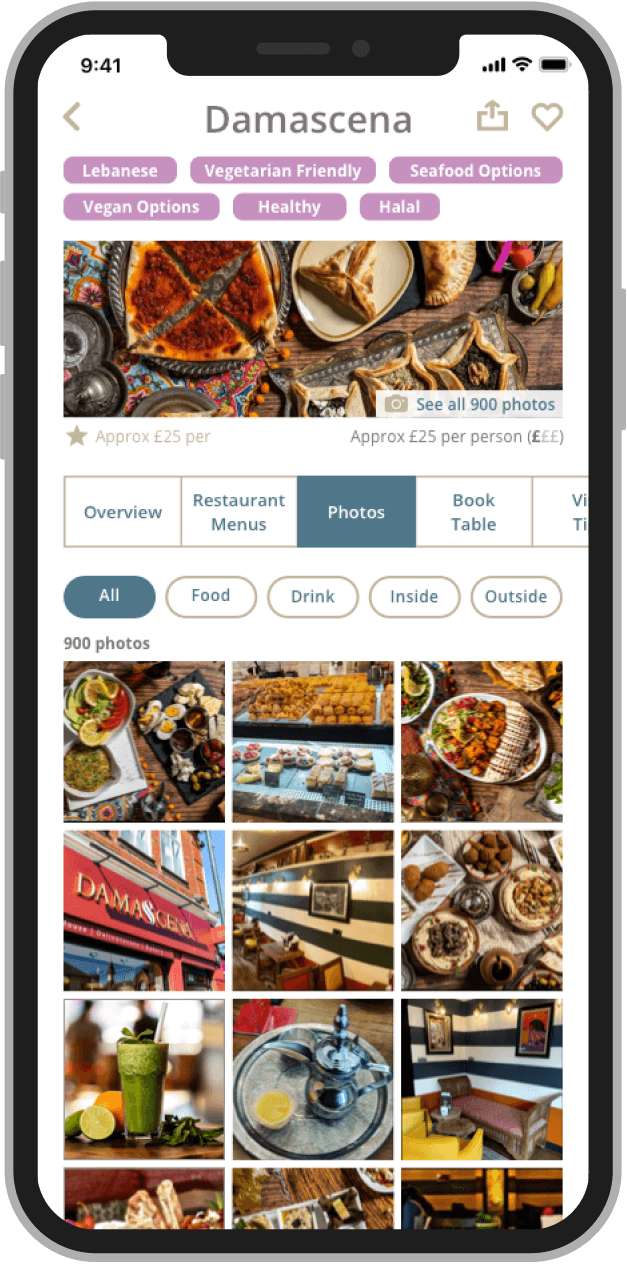 9:41
Damascena
Lebanese
Vegetarian Friendly
Seafood Options
Vegan Options
Healthy
Halal
See all 900 photos
Approx £25 per
Approx £25 per person (£££)
Overview
Restaurant
Menus
Photos
Book
Table
Vi
Ti
All
Food
Drink
Inside
Outside
900 photos
DAMASCENA
| Delicatessen | Bakery